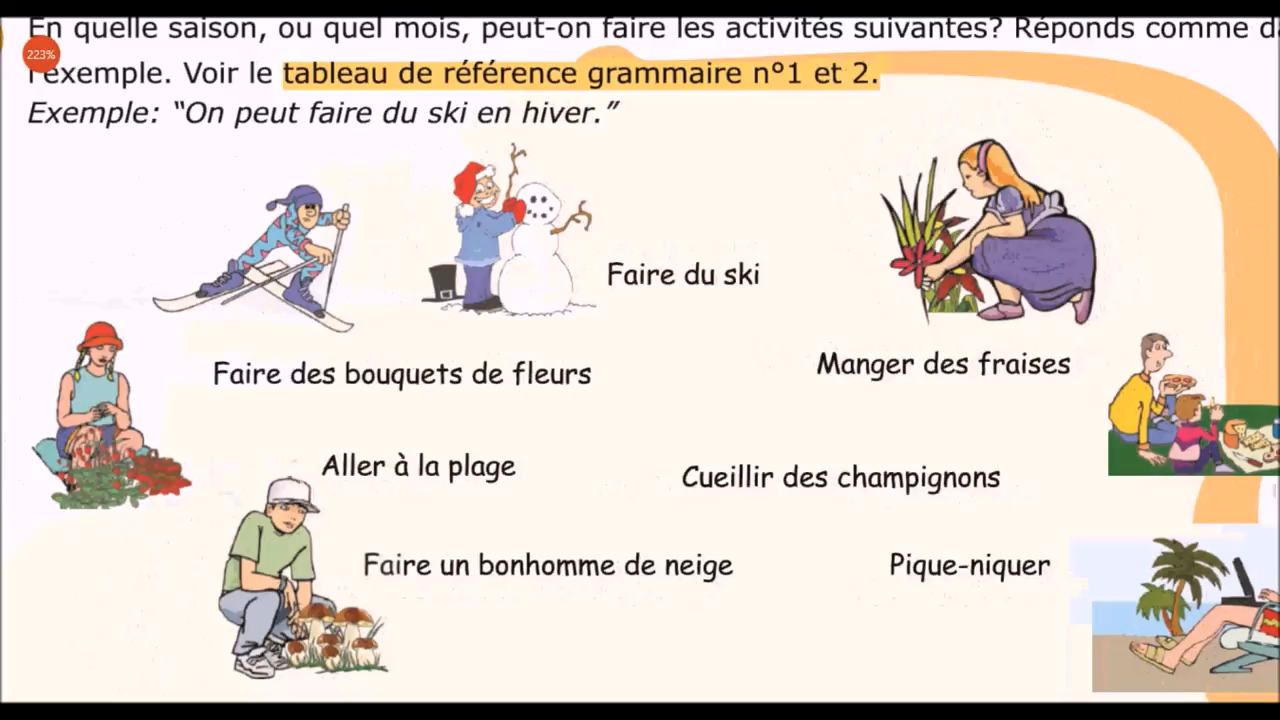 En quelle saison, ou quel mois, peut-on faire les activités suivantes? Réponds comme
223%
l'exemple. Voir le tableau de référence grammaire n°1 et 2.
Exemple: “On peut faire du ski en hiver.”
Faire du ski
Manger des fraises
Faire des bouquets de fleurs
Aller à la plage
Cueillir des champignons
Faire un bonhomme de neige
Pique-niquer